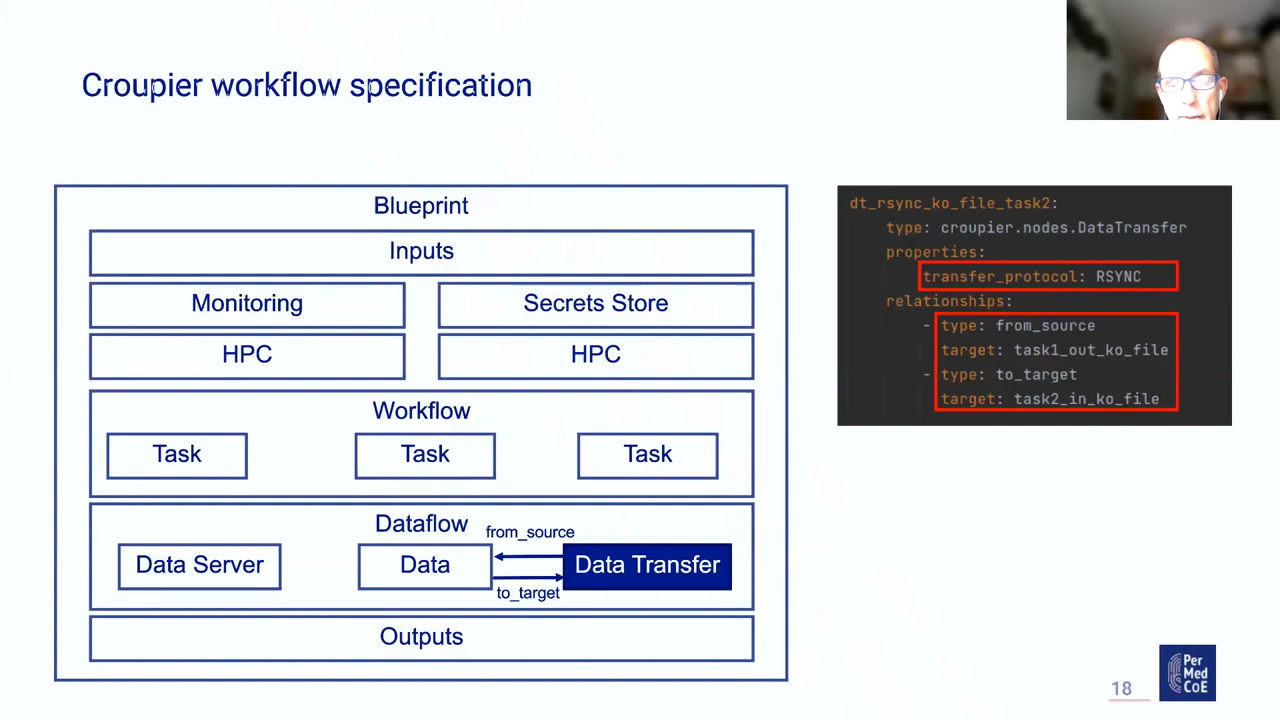 Croupier workflow specification
Blueprint
Inputs
Monitoring
Secrets Store
HPC
HPC
Workflow
Task
Task
Task
Dataflow
from_source
Data Server
Data
Data Transfer
to_target
Outputs
dt_rsync_ko_file_task2:
type: croupier.nodes.DataTransfer
properties:
transfer_protocol: RSYNC
relationships:
- type: from_source
target: task1_out_ko_file
- type: to_target
target: task2_in_ko_file
18
Per
Med
CoE